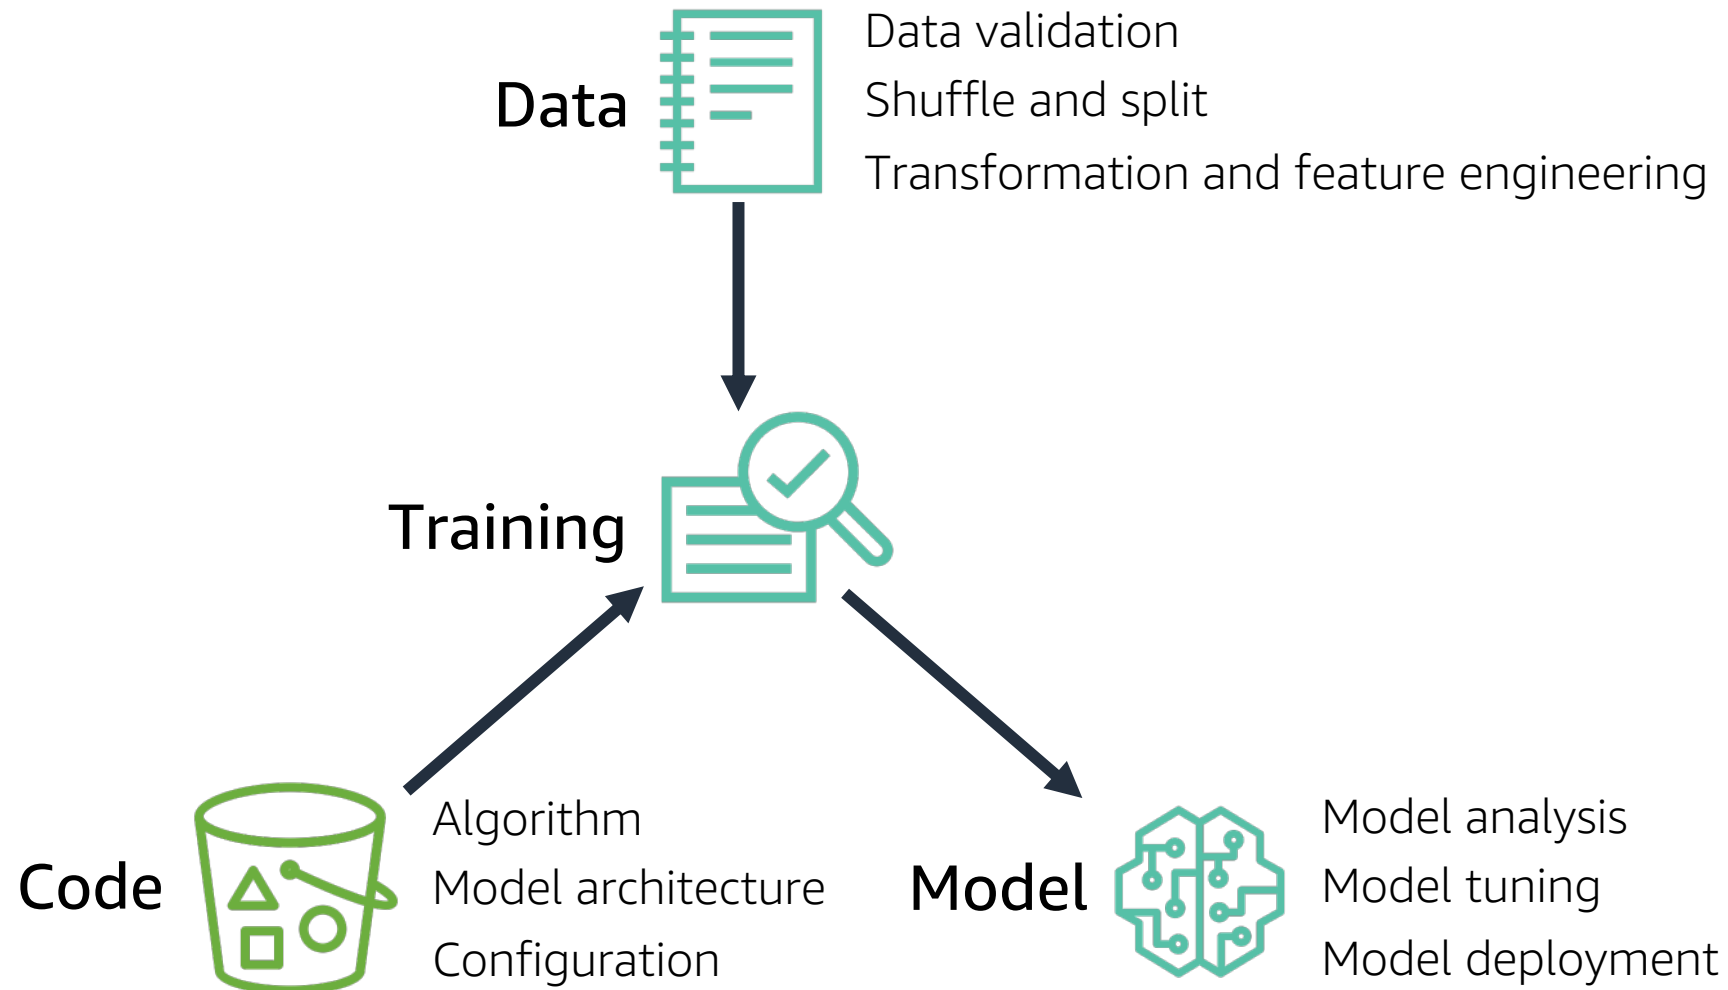 Data
Data validation
Shuffle and split
Transformation and feature engineering
Training
Code
Algorithm
Model architecture
Configuration
Model
Model analysis
Model tuning
Model deployment